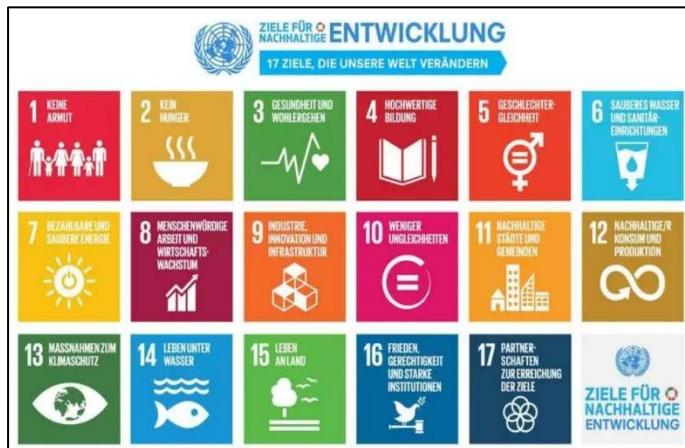 ZIELE FÜR
NACHHALTIGE ENTWICKLUNG
17 ZIELE, DIE UNSERE WELT VERÄNDERN
1 KEINE
ARMUT
2 KEIN
HUNGER
3 GESUNDHEIT UND
WOHLERGEHEN
4 HOCHWERTIGE
BILDUNG
5 GESCHLECHTER-
GLEICHHEIT
6 SAUBERES WASSER
UND SANITÄR-
EINRICHTUNGEN
7 BEZAHLBARE UND
SAUBERE ENERGIE
8 MENSCHENWÜRDIGE
ARBEIT UND
WIRTSCHAFTS-
WACHSTUM
9 INDUSTRIE,
INNOVATION UND
INFRASTRUKTUR
10 WENIGER
UNGLEICHHEITEN
11 NACHHALTIGE
STÄDTE UND
GEMEINDEN
12 NACHHALTIGE/R
KONSUM UND
PRODUKTION
13 MASSNAHMEN ZUM
KLIMASCHUTZ
14 LEBEN UNTER
WASSER
15 LEBEN
AN LAND
16 FRIEDEN,
GERECHTIGKEIT
UND STARKE
INSTITUTIONEN
17 PARTNER-
SCHAFTEN
ZUR ERREICHUNG
DER ZIELE
ZIELE FÜR
NACHHALTIGE
ENTWICKLUNG